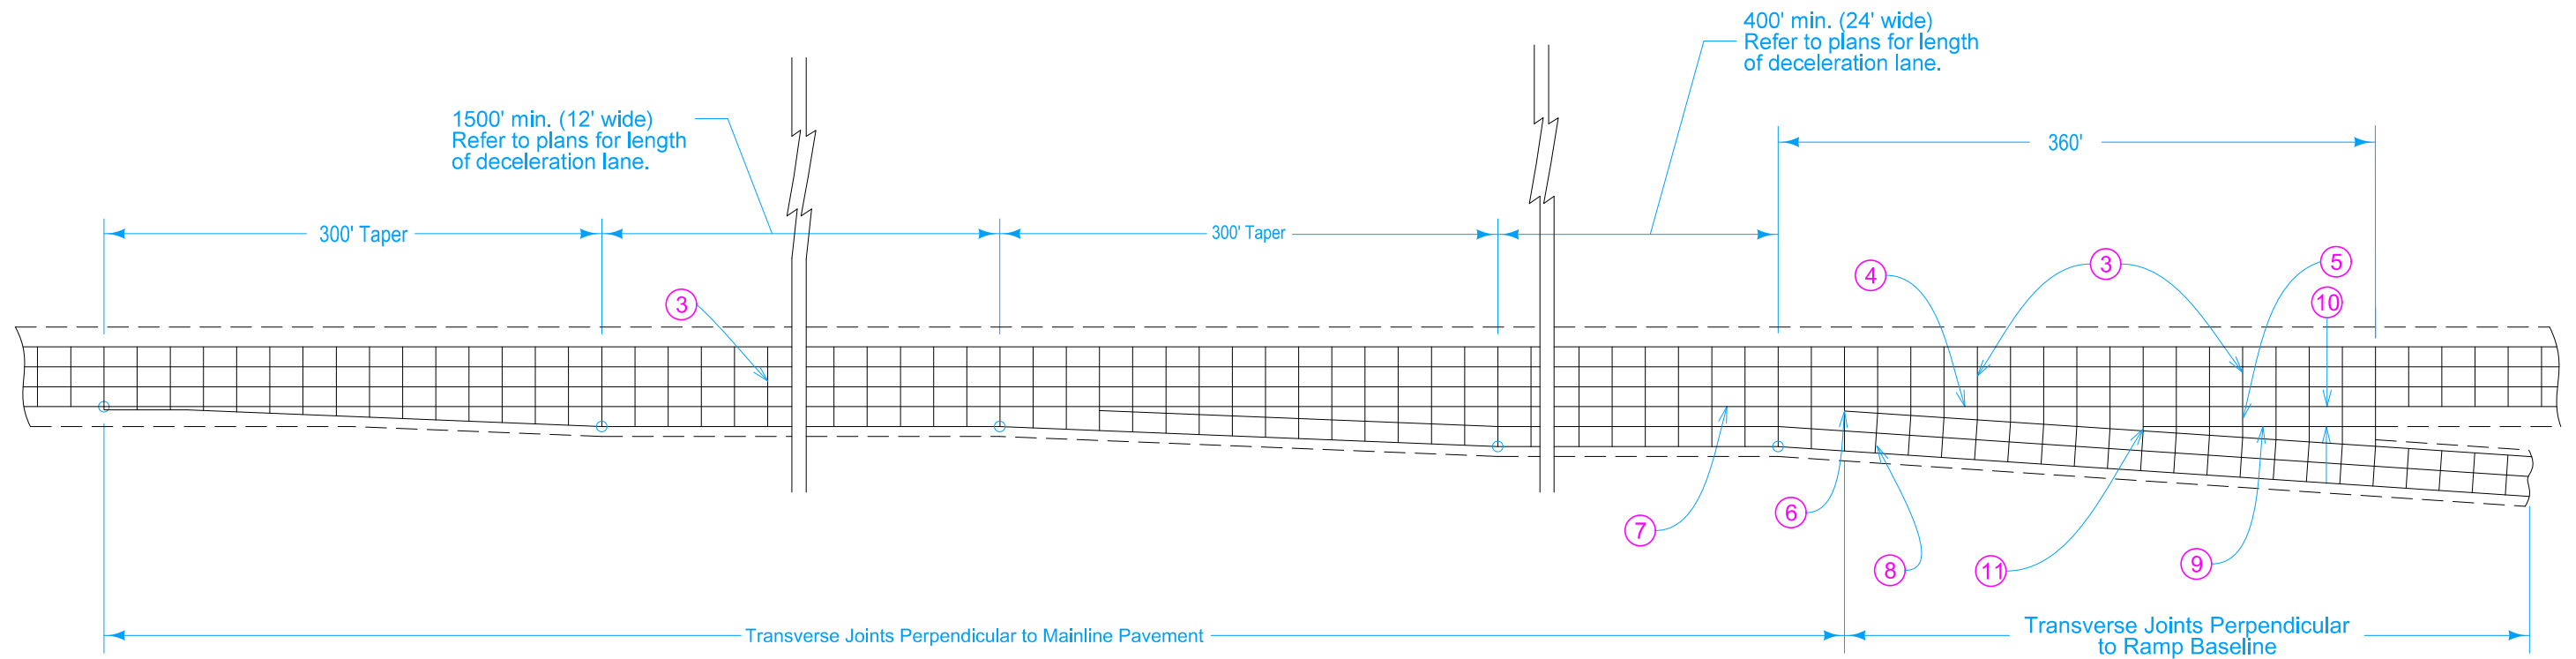 400' min. (24' wide)
Refer to plans for length
of deceleration lane.
1500' min. (12' wide)
Refer to plans for length
of deceleration lane.
360'
300' Taper
300' Taper
3
4
3
5
10
7
6
8
11
9
Transverse Joints Perpendicular to Mainline Pavement
Transverse Joints Perpendicular
to Ramp Baseline